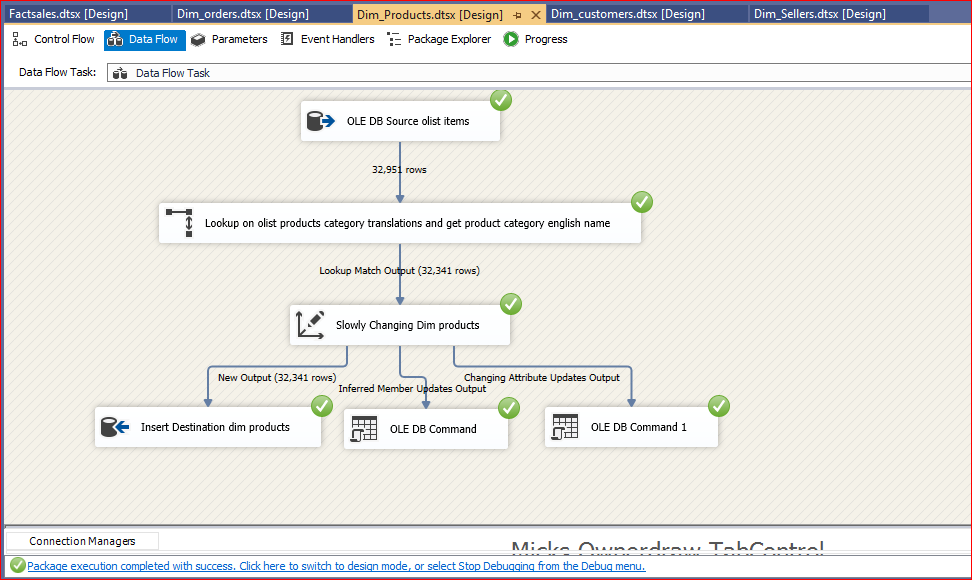 Factsales.dtsx [Design] Dim_orders.dtsx [Design] Dim_Products.dtsx [Design] Dim_customers.dtsx [Design] Dim_Sellers.dtsx [Design]
Control Flow Data Flow Parameters Event Handlers Package Explorer Progress
Data Flow Task: Data Flow Task
OLE DB Source olist items
32,951 rows
Lookup on olist products category translations and get product category english name
Lookup Match Output (32,341 rows)
Slowly Changing Dim products
New Output (32,341 rows) Changing Attribute Updates Output
Inferred Member Updates Output
Insert Destination dim products OLE DB Command OLE DB Command 1
Connection Managers
Micks Ownerdraw TabControl
Package execution completed with success. Click here to switch to design mode, or select Stop Debugging from the Debug menu.